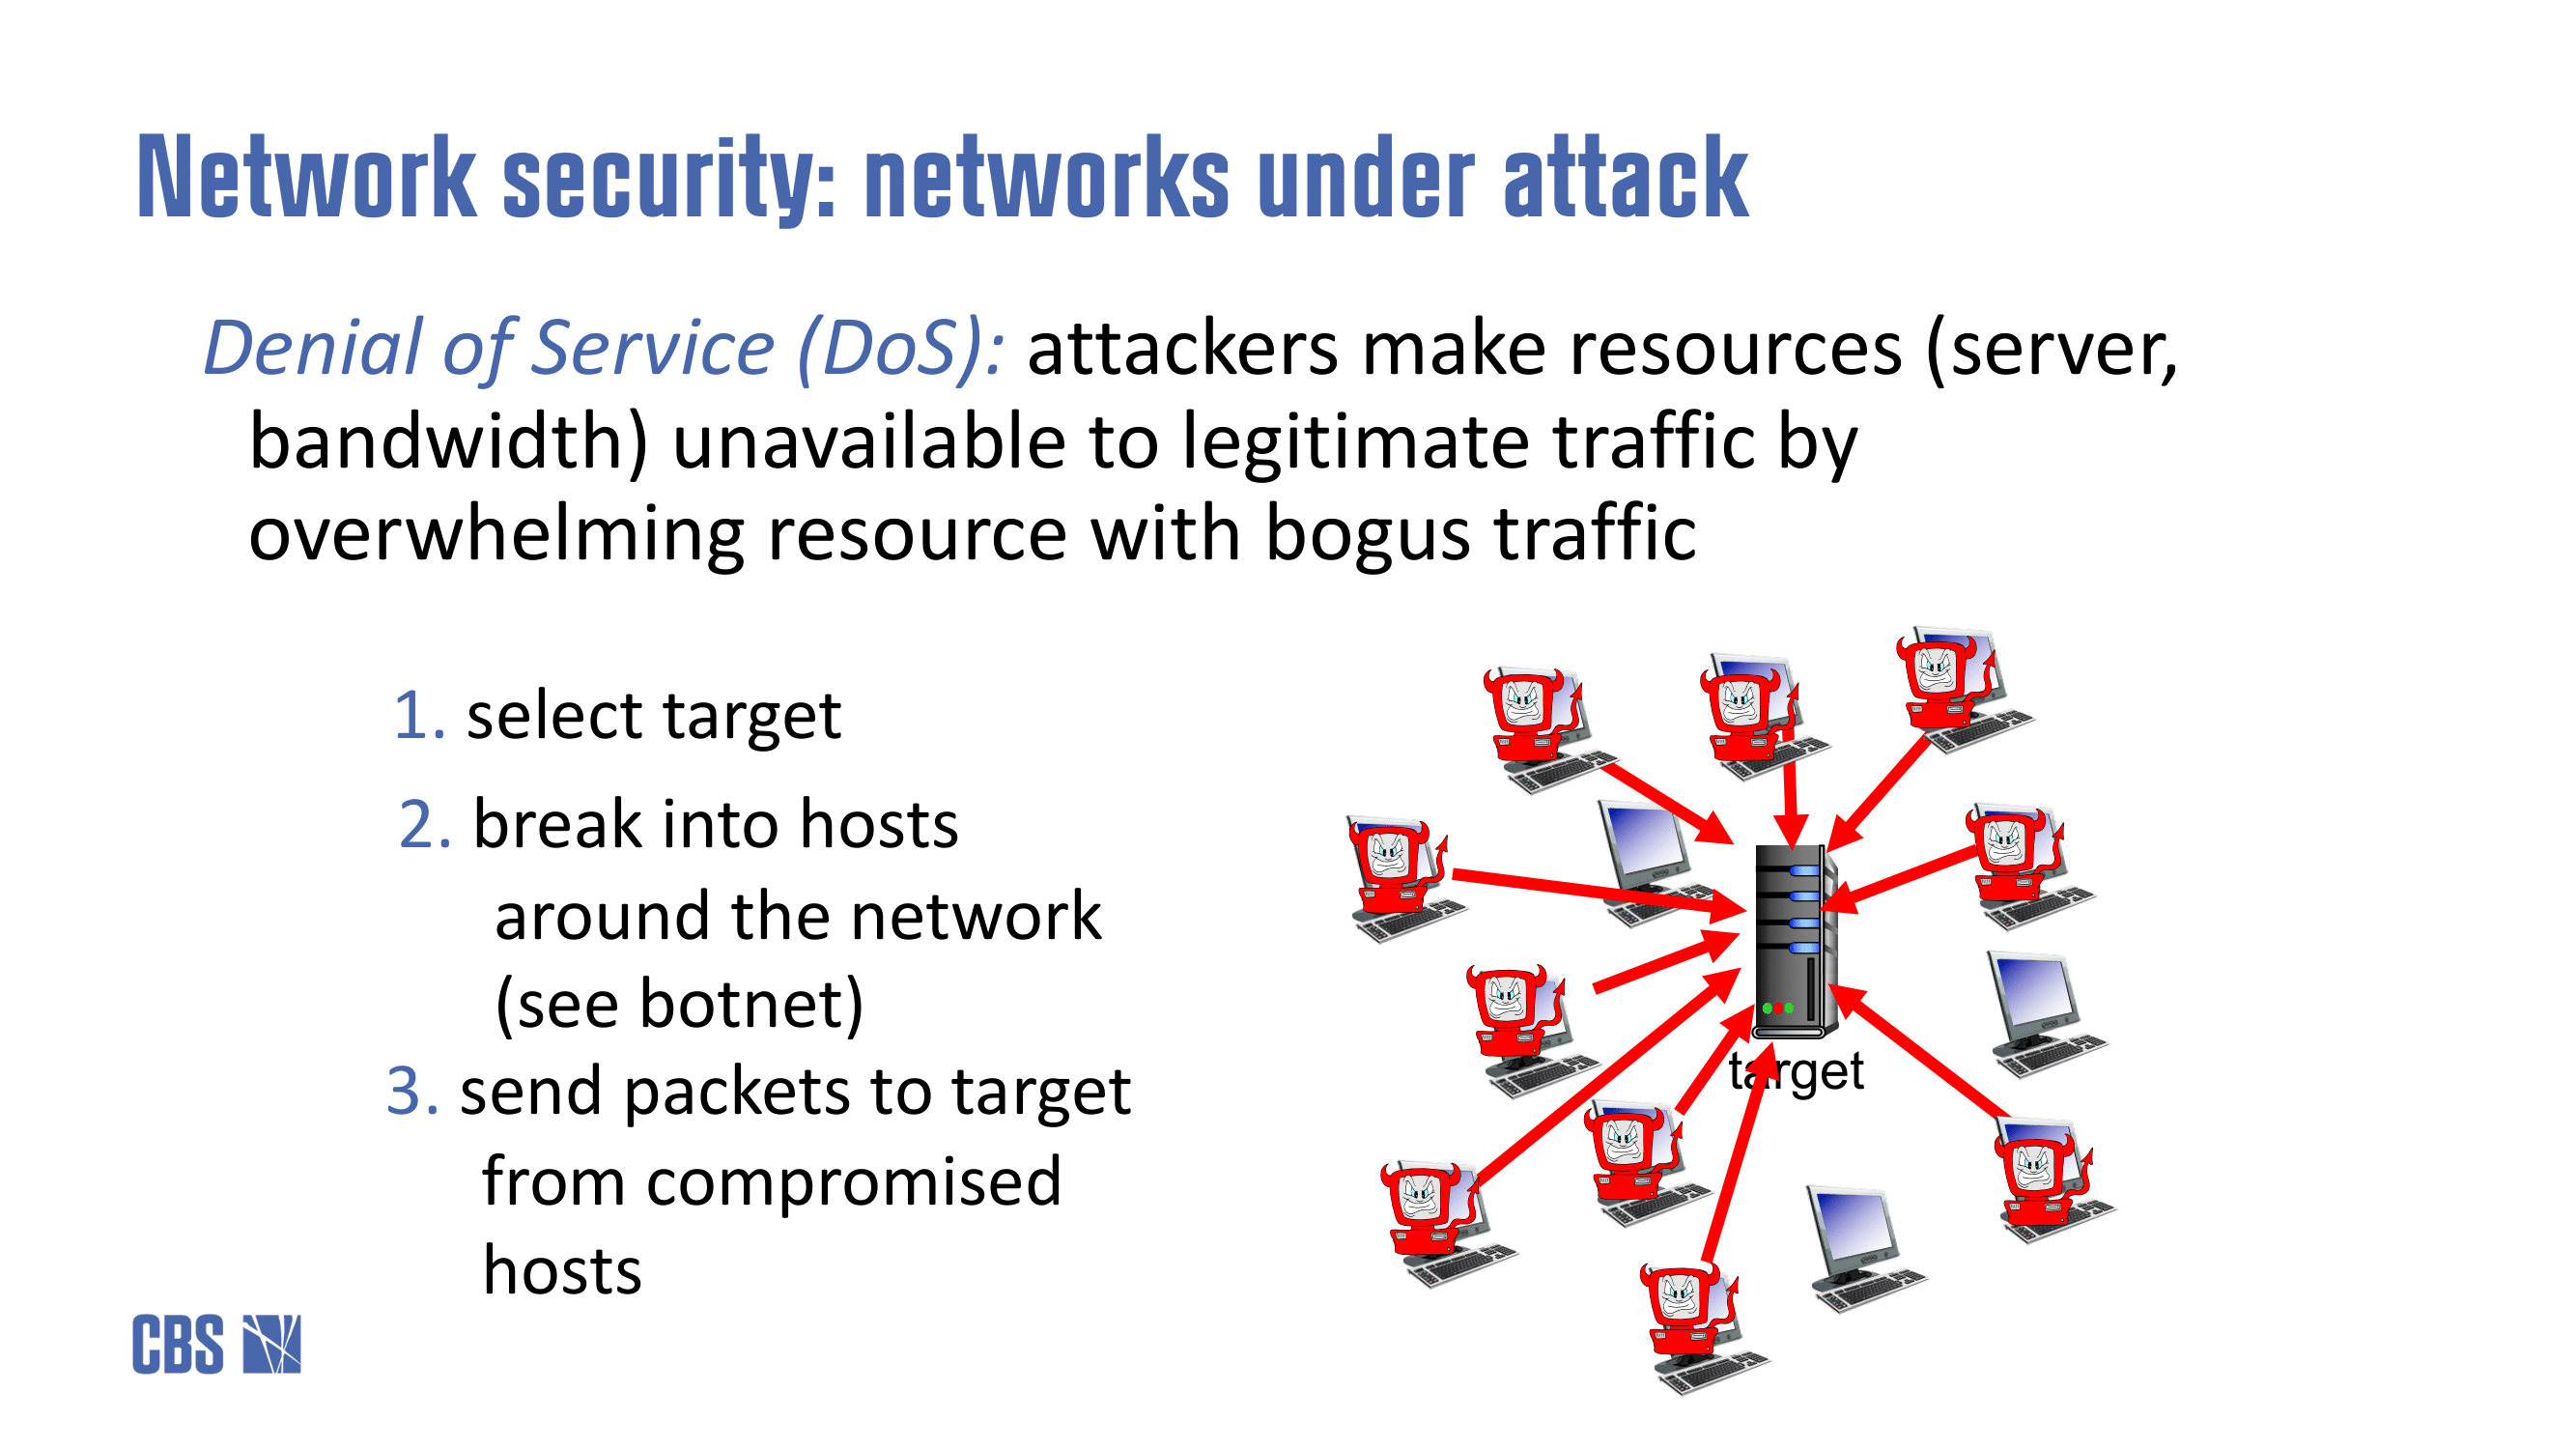 Network security: networks under attack
Denial of Service (DoS): attackers make resources (server,
bandwidth) unavailable to legitimate traffic by
overwhelming resource with bogus traffic
1. select target
2. break into hosts
around the network
(see botnet)
3. send packets to target
from compromised
hosts
target
CBS